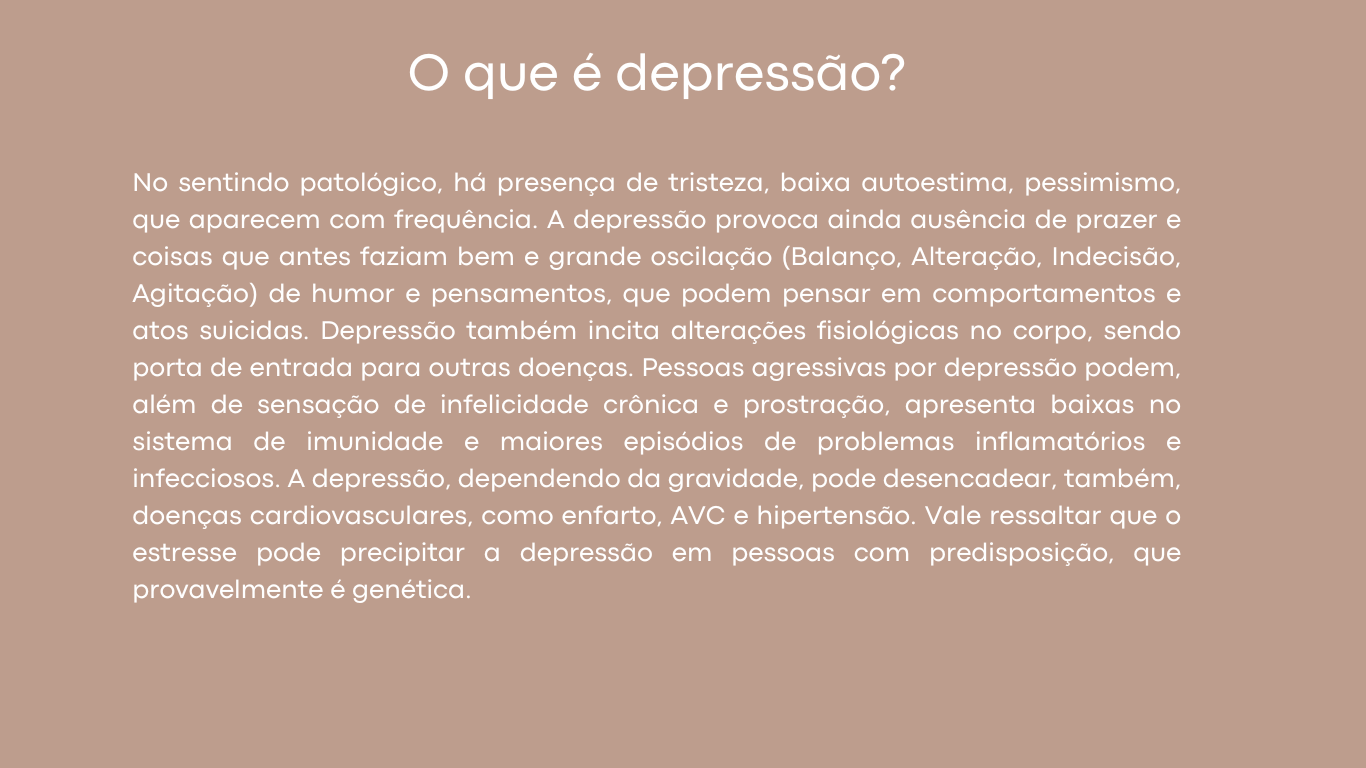 O que é depressão?
No sentindo patológico, há presença de tristeza, baixa autoestima, pessimismo,
que aparecem com frequência. A depressão provoca ainda ausência de prazer e
coisas que antes faziam bem e grande oscilação (Balanço, Alteração, Indecisão,
Agitação) de humor e pensamentos, que podem pensar em comportamentos e
atos suicidas. Depressão também incita alterações fisiológicas no corpo, sendo
porta de entrada para outras doenças. Pessoas agressivas por depressão podem,
além de sensação de infelicidade crônica e prostração, apresenta baixas no
sistema de imunidade e maiores episódios de problemas inflamatórios e
infecciosos. A depressão, dependendo da gravidade, pode desencadear, também,
doenças cardiovasculares, como enfarto, AVC e hipertensão. Vale ressaltar que o
estresse pode precipitar a depressão em pessoas com predisposição, que
provavelmente é genética.